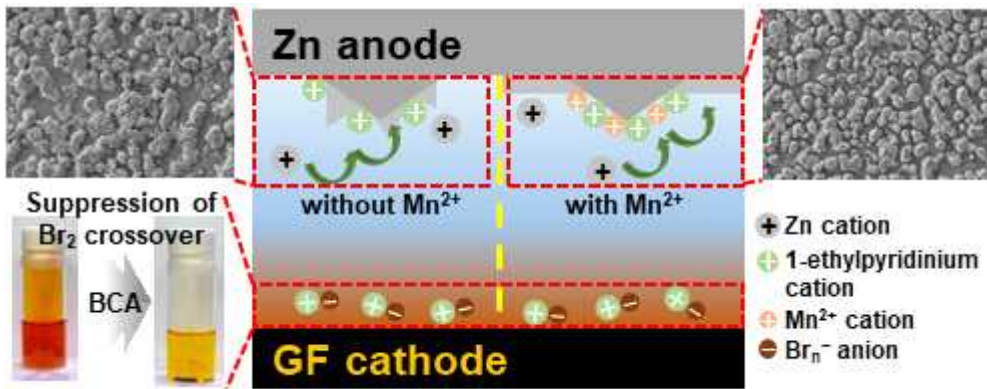 Zn anode
without Mn²⁺
with Mn²⁺
Suppression of
Br₂ crossover
BCA
GF cathode
Zn cation
1-ethylpyridinium
cation
Mn²⁺ cation
Brₙ⁻ anion